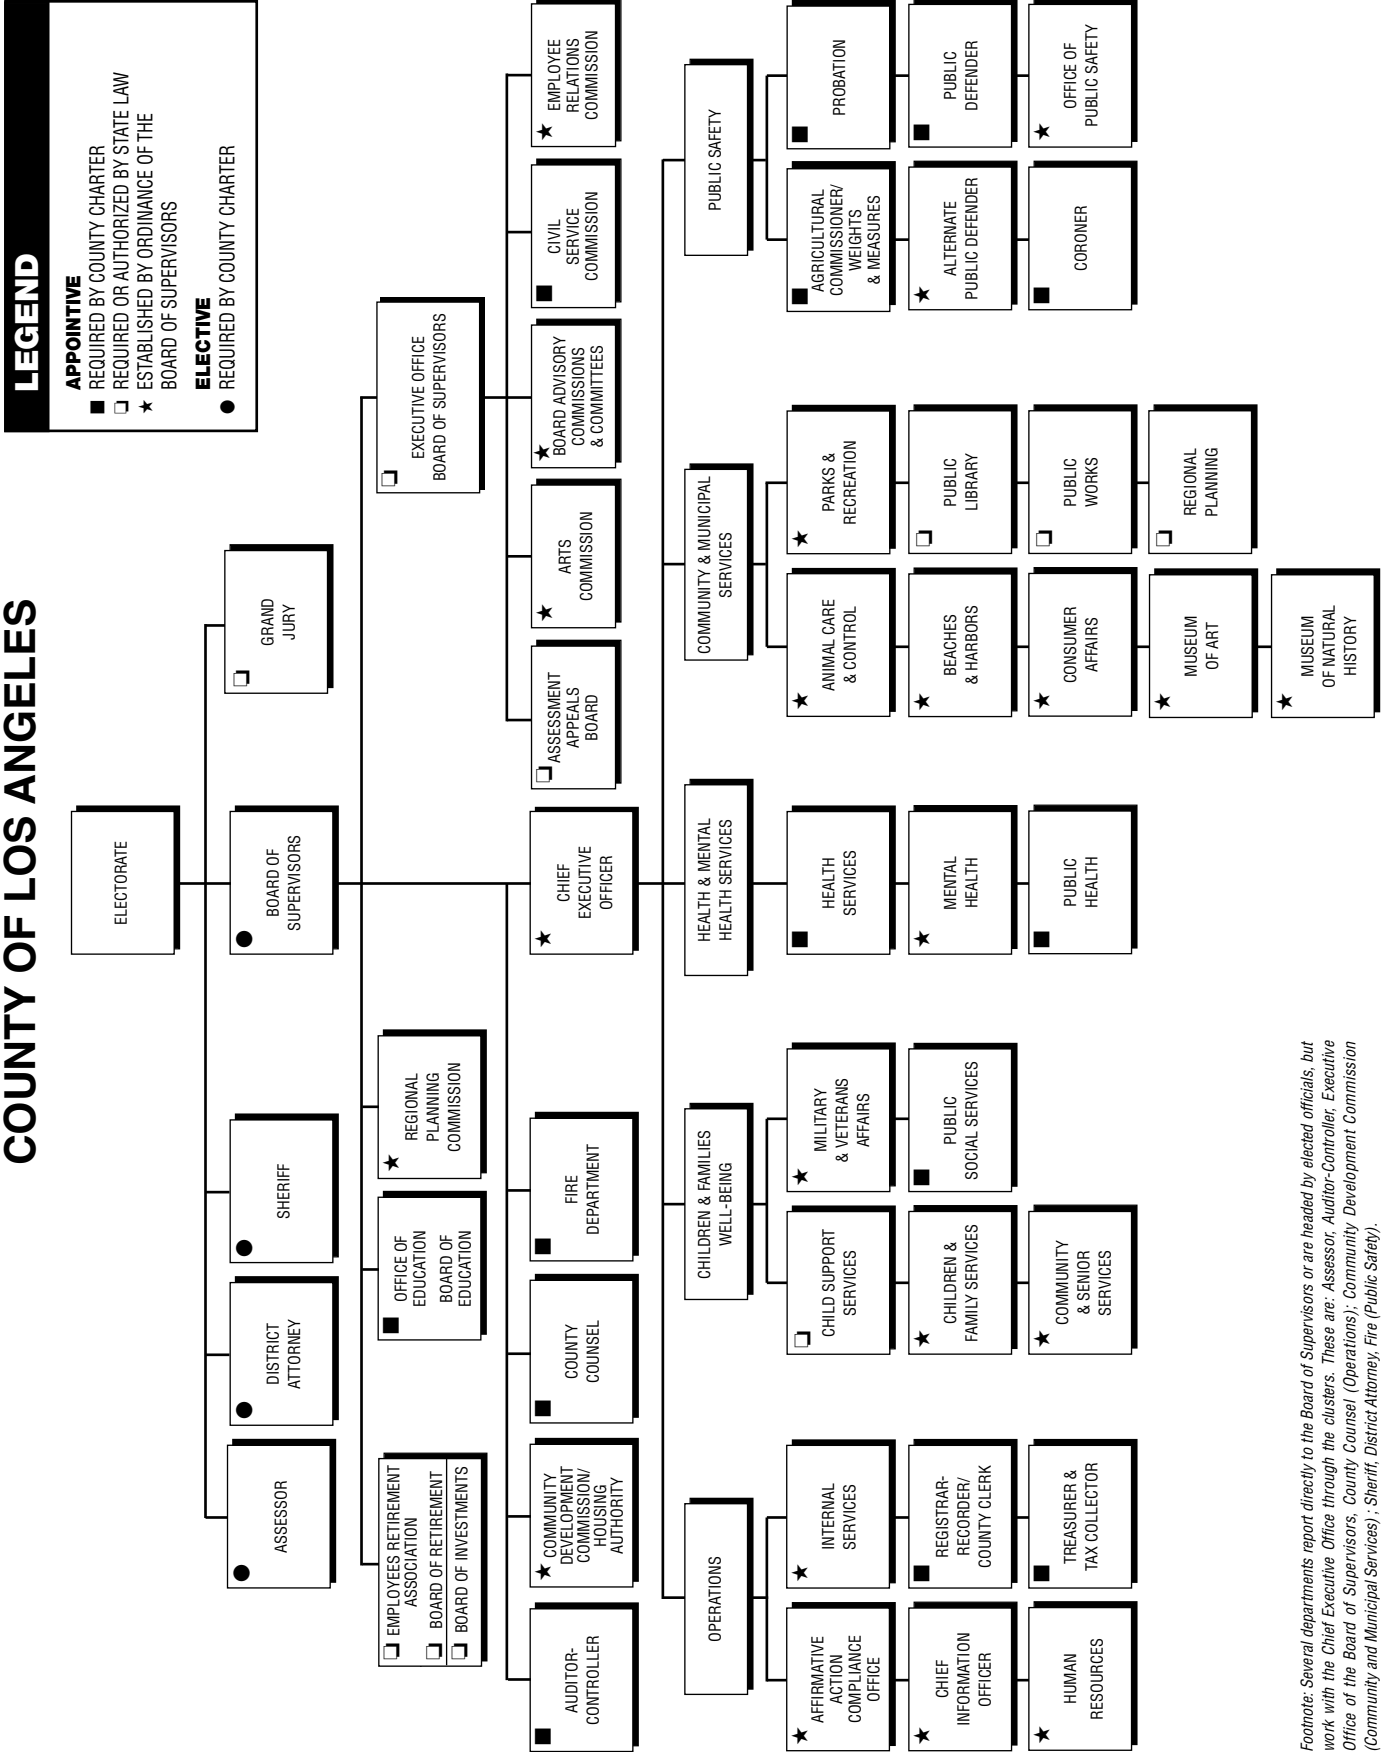 COUNTY OF LOS ANGELES
LEGEND
APPOINTIVE
■ REQUIRED BY COUNTY CHARTER
❏ REQUIRED OR AUTHORIZED BY STATE LAW
★ ESTABLISHED BY ORDINANCE OF THE
BOARD OF SUPERVISORS
ELECTIVE
● REQUIRED BY COUNTY CHARTER
ELECTORATE
● ASSESSOR
● DISTRICT
ATTORNEY
● SHERIFF
● BOARD OF
SUPERVISORS
❏ GRAND
JURY
❏ EMPLOYEES RETIREMENT
ASSOCIATION
❏ BOARD OF RETIREMENT
❏ BOARD OF INVESTMENTS
■ OFFICE OF
EDUCATION
BOARD OF
EDUCATION
★ REGIONAL
PLANNING
COMMISSION
❏ EXECUTIVE OFFICE
BOARD OF SUPERVISORS
■ AUDITOR-
CONTROLLER
★ COMMUNITY
DEVELOPMENT
COMMISSION/
HOUSING
AUTHORITY
■ COUNTY
COUNSEL
■ FIRE
DEPARTMENT
★ CHIEF
EXECUTIVE
OFFICER
❏ ASSESSMENT
APPEALS
BOARD
★ ARTS
COMMISSION
★ BOARD ADVISORY
COMMISSIONS
& COMMITTEES
■ CIVIL
SERVICE
COMMISSION
★ EMPLOYEE
RELATIONS
COMMISSION
OPERATIONS
★ AFFIRMATIVE
ACTION
COMPLIANCE
OFFICE
★ INTERNAL
SERVICES
★ CHIEF
INFORMATION
OFFICER
■ REGISTRAR-
RECORDER/
COUNTY CLERK
★ HUMAN
RESOURCES
■ TREASURER &
TAX COLLECTOR
CHILDREN & FAMILIES
WELL-BEING
❏ CHILD SUPPORT
SERVICES
★ MILITARY
& VETERANS
AFFAIRS
★ CHILDREN &
FAMILY SERVICES
■ PUBLIC
SOCIAL SERVICES
★ COMMUNITY
& SENIOR
SERVICES
HEALTH & MENTAL
HEALTH SERVICES
■ HEALTH
SERVICES
★ MENTAL
HEALTH
■ PUBLIC
HEALTH
COMMUNITY & MUNICIPAL
SERVICES
★ ANIMAL CARE
& CONTROL
★ PARKS &
RECREATION
★ BEACHES
& HARBORS
❏ PUBLIC
LIBRARY
★ CONSUMER
AFFAIRS
❏ PUBLIC
WORKS
★ MUSEUM
OF ART
❏ REGIONAL
PLANNING
★ MUSEUM
OF NATURAL
HISTORY
PUBLIC SAFETY
■ AGRICULTURAL
COMMISSIONER/
WEIGHTS
& MEASURES
■ PROBATION
★ ALTERNATE
PUBLIC DEFENDER
■ PUBLIC
DEFENDER
■ CORONER
★ OFFICE OF
PUBLIC SAFETY
Footnote: Several departments report directly to the Board of Supervisors or are headed by elected officials, but
work with the Chief Executive Office through the clusters. These are: Assessor, Auditor-Controller, Executive
Office of the Board of Supervisors, County Counsel (Operations); Community Development Commission
(Community and Municipal Services) ; Sheriff, District Attorney, Fire (Public Safety).